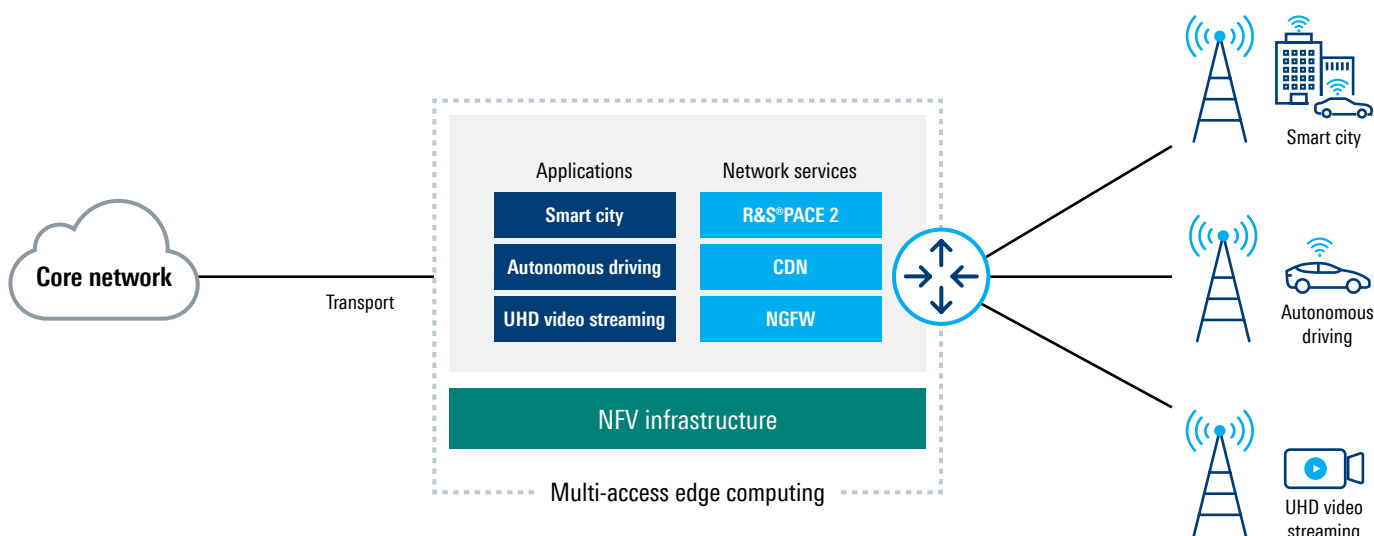 Core network
Transport
Applications
Smart city
Autonomous driving
UHD video streaming
Network services
R&S®PACE 2
CDN
NGFW
NFV infrastructure
Multi-access edge computing
Smart city
Autonomous
driving
UHD video
streaming